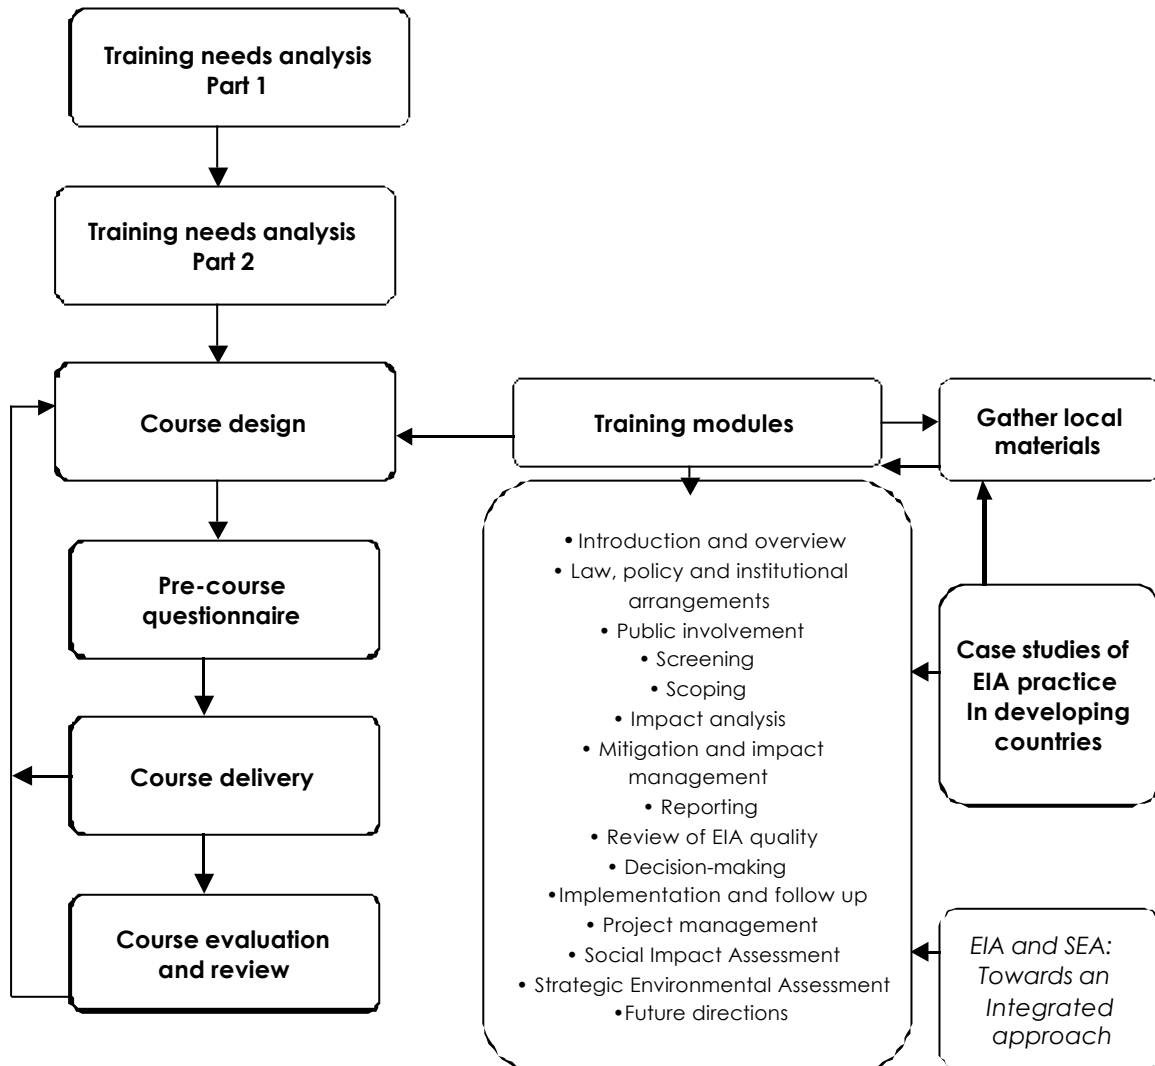 Training needs analysis
Part 1
Training needs analysis
Part 2
Course design
Pre-course
questionnaire
Course delivery
Course evaluation
and review
Training modules
• Introduction and overview
• Law, policy and institutional
arrangements
• Public involvement
• Screening
• Scoping
• Impact analysis
• Mitigation and impact
management
• Reporting
• Review of EIA quality
• Decision-making
•Implementation and follow up
• Project management
• Social Impact Assessment
• Strategic Environmental Assessment
•Future directions
Gather local
materials
Case studies of
EIA practice
In developing
countries
EIA and SEA:
Towards an
Integrated
approach